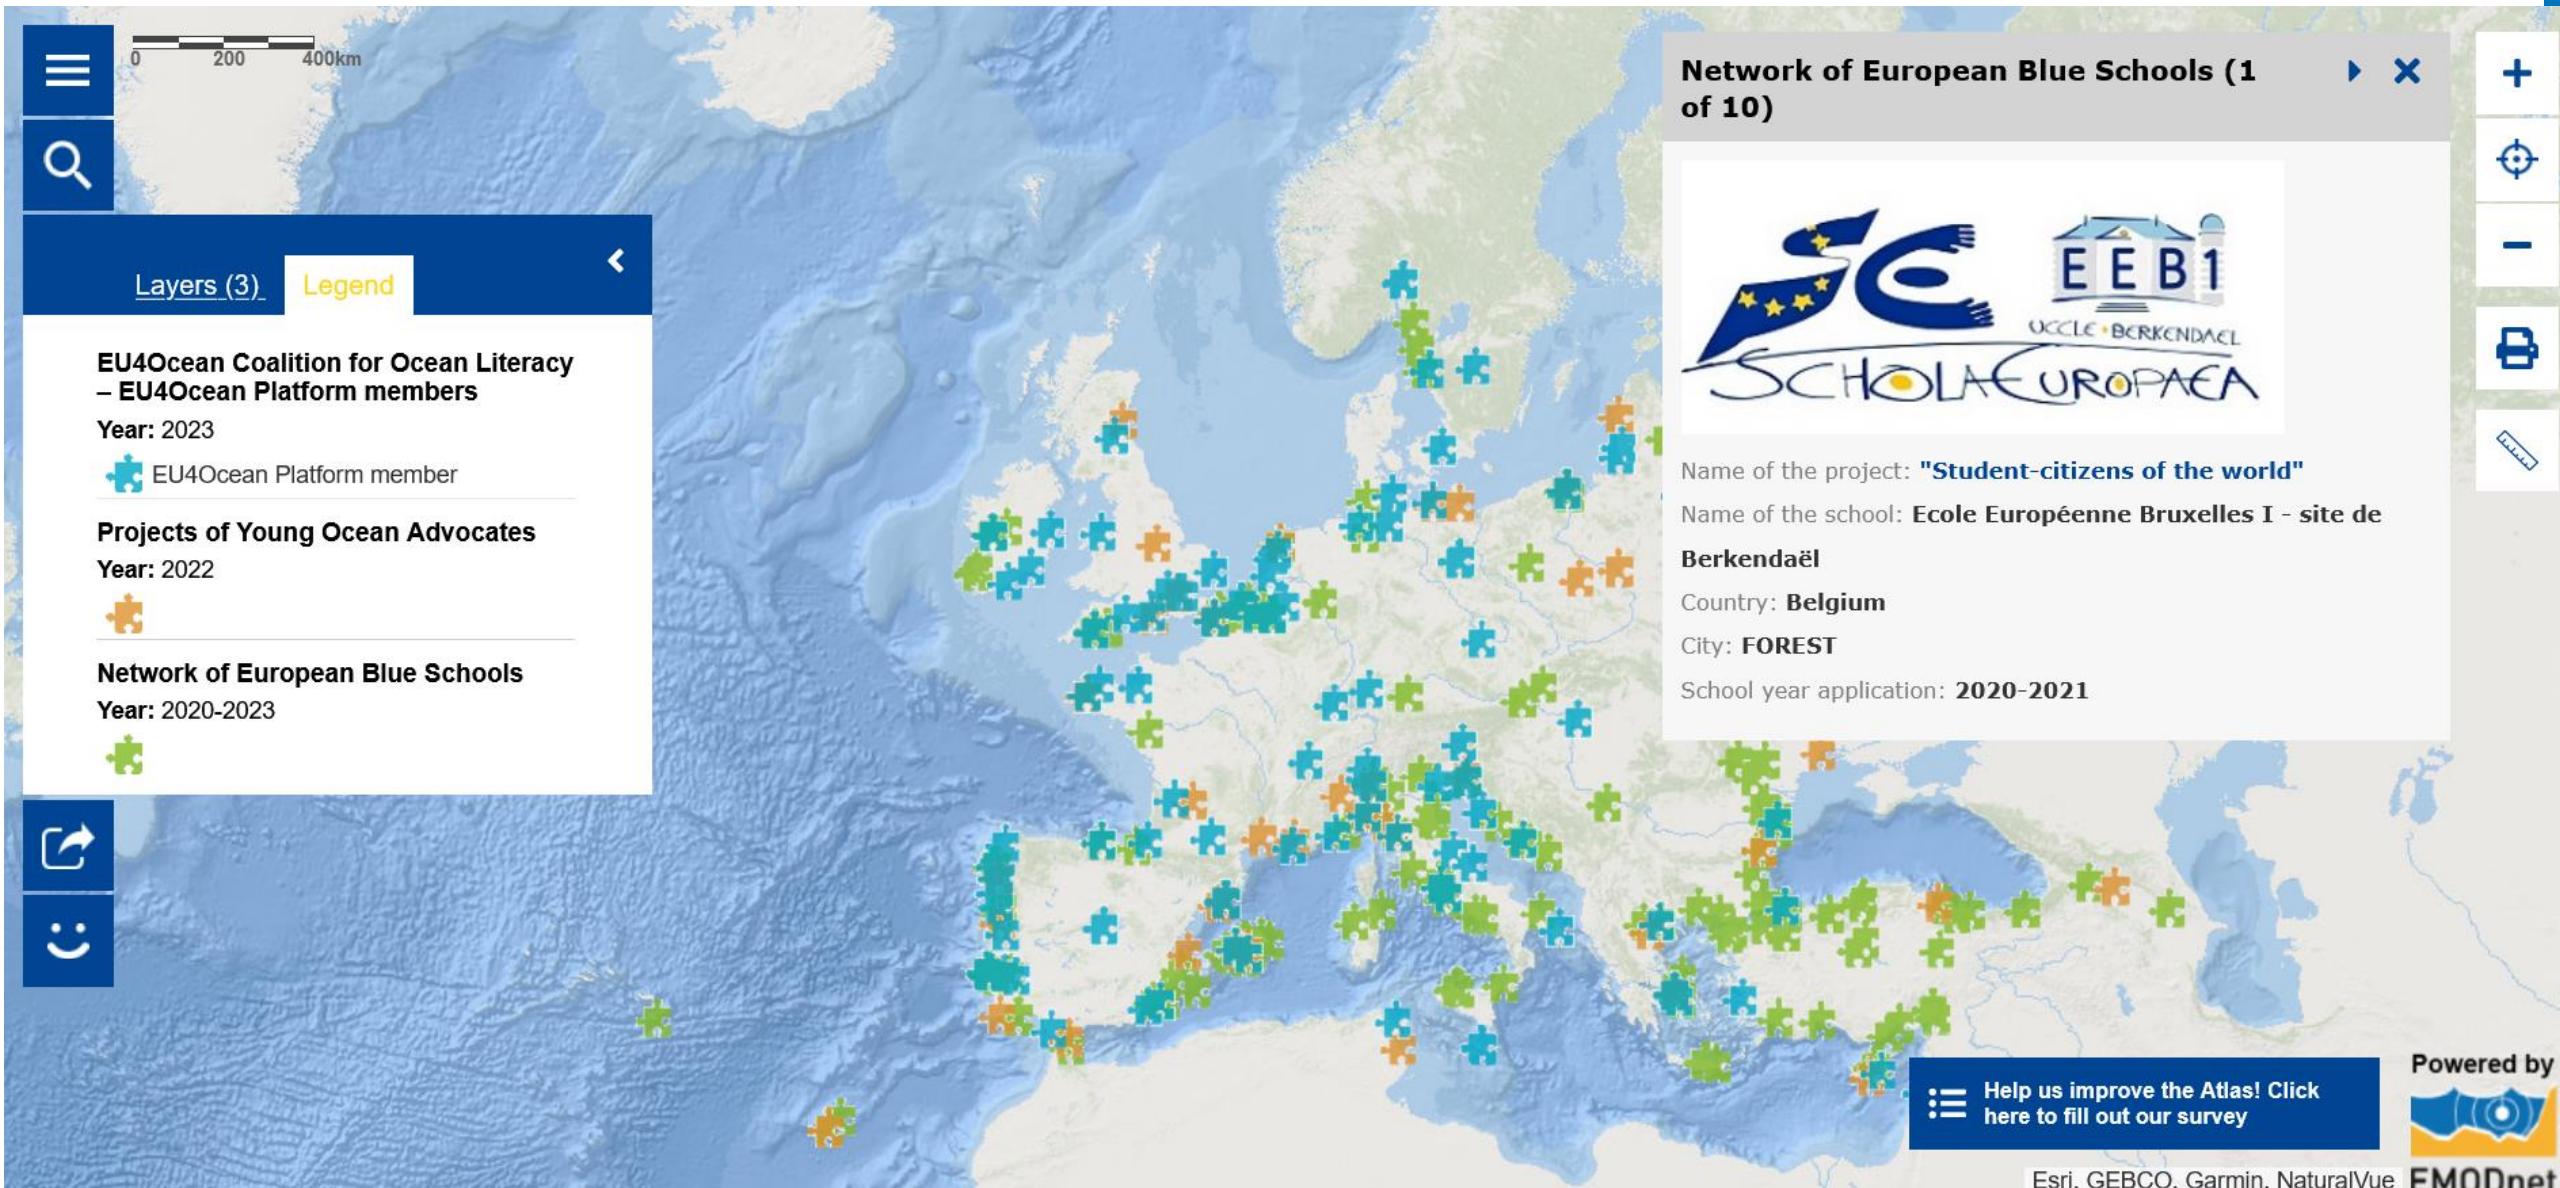 0 200 400km
Layers (3) Legend
EU4Ocean Coalition for Ocean Literacy
– EU4Ocean Platform members
Year: 2023
EU4Ocean Platform member
Projects of Young Ocean Advocates
Year: 2022
Network of European Blue Schools
Year: 2020-2023
Network of European Blue Schools (1
of 10)
EEB1
UCCLE • BERKENDAEL
SCHOLA EUROPAEA
Name of the project: "Student-citizens of the world"
Name of the school: Ecole Européenne Bruxelles I - site de
Berkendaël
Country: Belgium
City: FOREST
School year application: 2020-2021
Help us improve the Atlas! Click
here to fill out our survey
Powered by
EMODnet
Esri, GEBCO, Garmin, NaturalVue